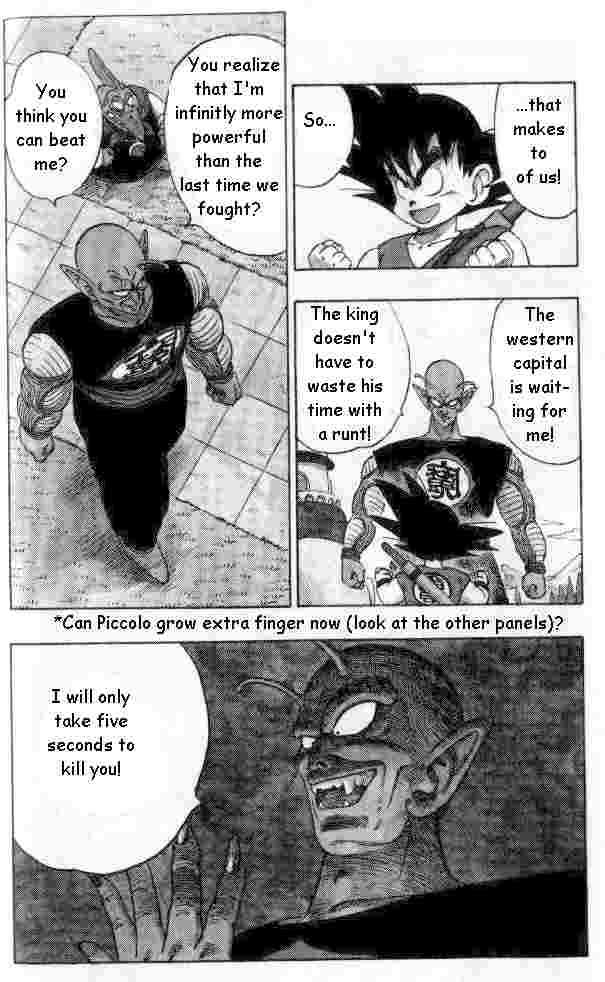 You
think you
can beat
me?
You realize
that I'm
infinitly more
powerful
than the
last time we
fought?
So...
...that
makes
to
of us!
The king
doesn't
have to
waste his
time with
a runt!
The
western
capital
is wait-
ing for
me!
*Can Piccolo grow extra finger now (look at the other panels)?
I will only
take five
seconds to
kill you!